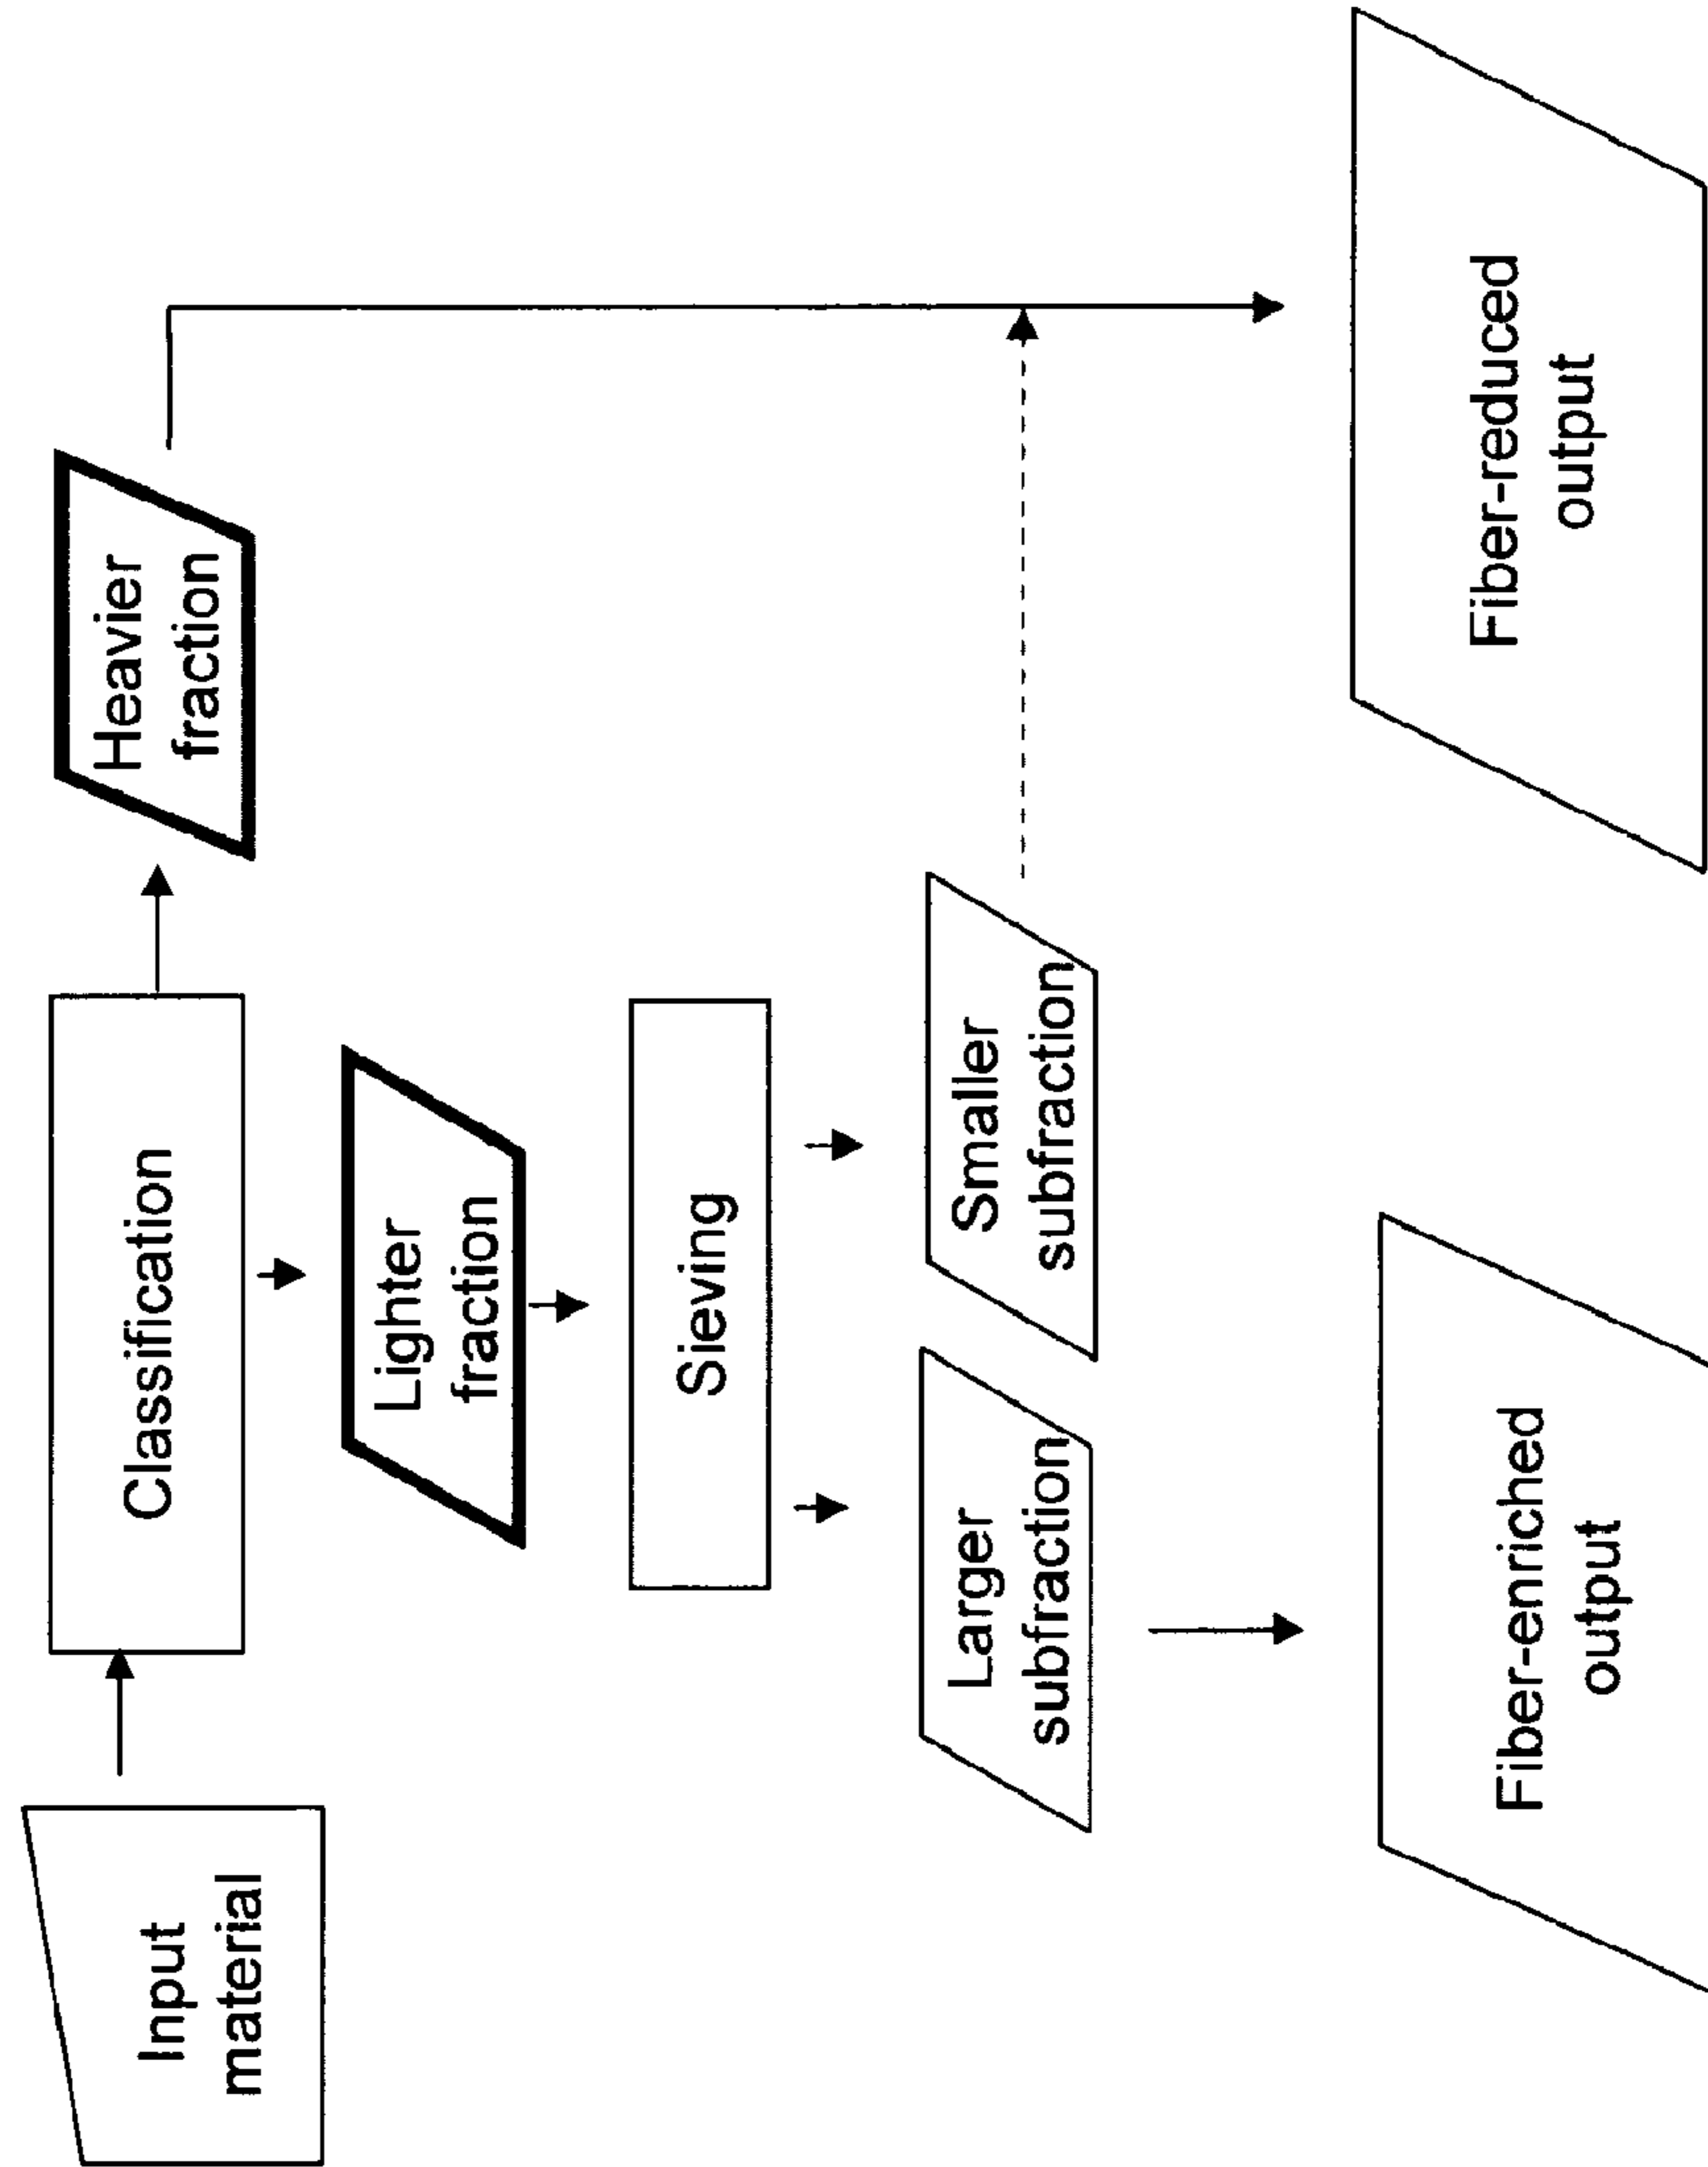 Input
material
Classification
Heavier
fraction
Lighter
fraction
Sieving
Larger
subfraction
Smaller
subfraction
Fiber-enriched
output
Fiber-reduced
output